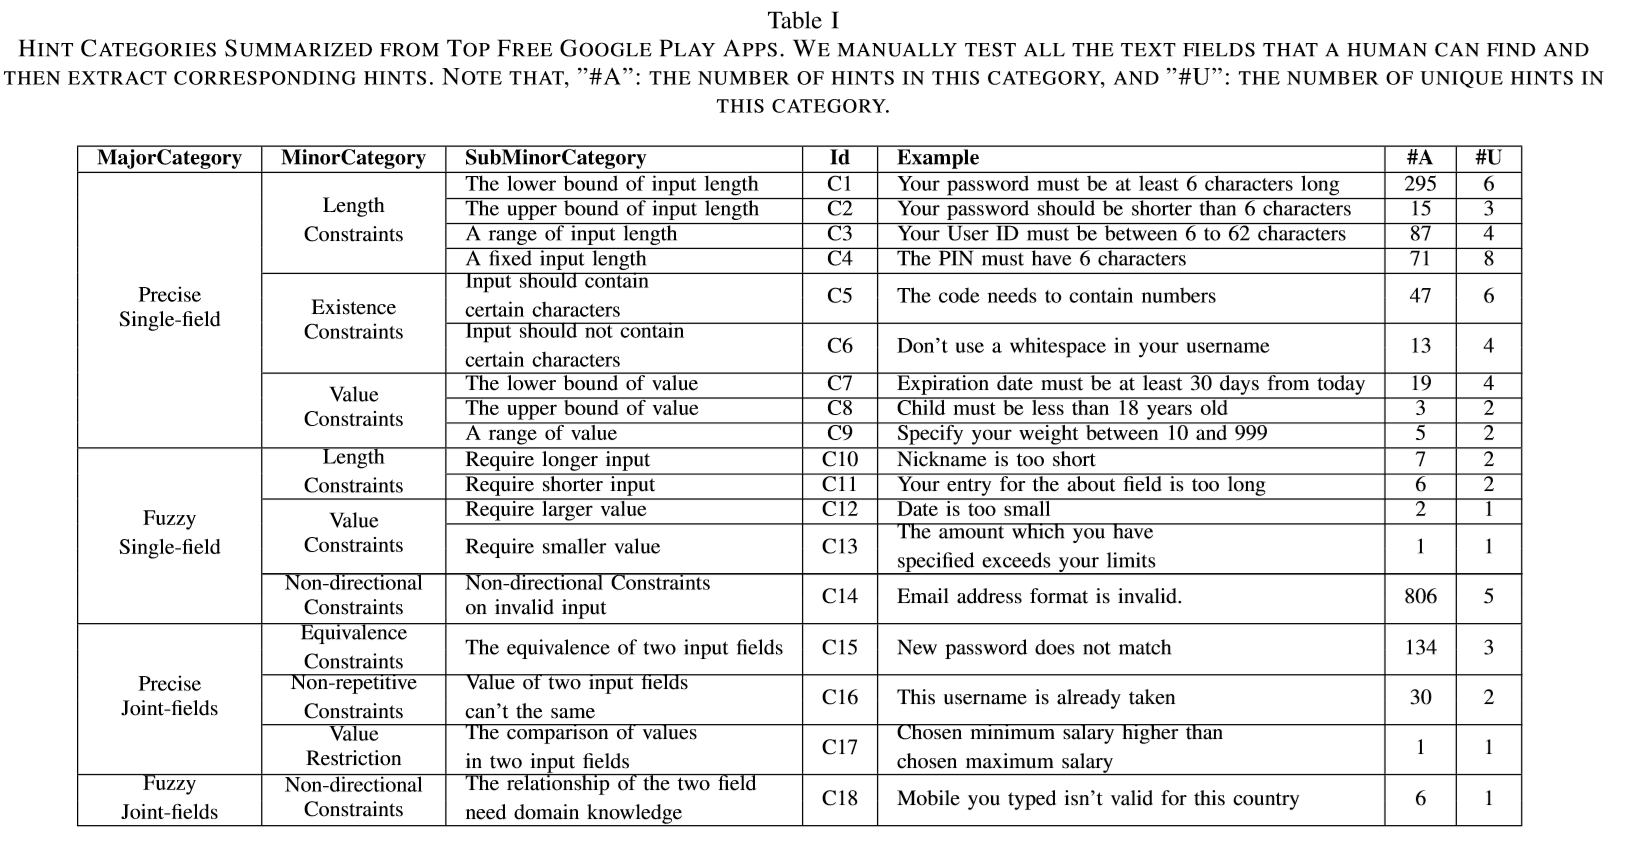 Table I
HINT CATEGORIES SUMMARIZED FROM TOP FREE GOOGLE PLAY APPS. WE MANUALLY TEST ALL THE TEXT FIELDS THAT A HUMAN CAN FIND AND
THEN EXTRACT CORRESPONDING HINTS. NOTE THAT, ”#A”: THE NUMBER OF HINTS IN THIS CATEGORY, AND ”#U”: THE NUMBER OF UNIQUE HINTS IN
THIS CATEGORY.
MajorCategory MinorCategory SubMinorCategory Id Example #A #U
Precise
Single-field
Length
Constraints
The lower bound of input length C1 Your password must be at least 6 characters long 295 6
The upper bound of input length C2 Your password should be shorter than 6 characters 15 3
A range of input length C3 Your User ID must be between 6 to 62 characters 87 4
A fixed input length C4 The PIN must have 6 characters 71 8
Existence
Constraints
Input should contain
certain characters
C5 The code needs to contain numbers 47 6
Input should not contain
certain characters
C6 Don’t use a whitespace in your username 13 4
Value
Constraints
The lower bound of value C7 Expiration date must be at least 30 days from today 19 4
The upper bound of value C8 Child must be less than 18 years old 3 2
A range of value C9 Specify your weight between 10 and 999 5 2
Fuzzy
Single-field
Length
Constraints
Require longer input C10 Nickname is too short 7 2
Require shorter input C11 Your entry for the about field is too long 6 2
Value
Constraints
Require larger value C12 Date is too small 2 1
Require smaller value C13
The amount which you have
specified exceeds your limits
1 1
Non-directional
Constraints
Non-directional Constraints
on invalid input
C14 Email address format is invalid. 806 5
Precise
Joint-fields
Equivalence
Constraints
The equivalence of two input fields C15 New password does not match 134 3
Non-repetitive
Constraints
Value of two input fields
can’t the same
C16 This username is already taken 30 2
Value
Restriction
The comparison of values
in two input fields
C17
Chosen minimum salary higher than
chosen maximum salary
1 1
Fuzzy
Joint-fields
Non-directional
Constraints
The relationship of the two field
need domain knowledge
C18 Mobile you typed isn’t valid for this country 6 1